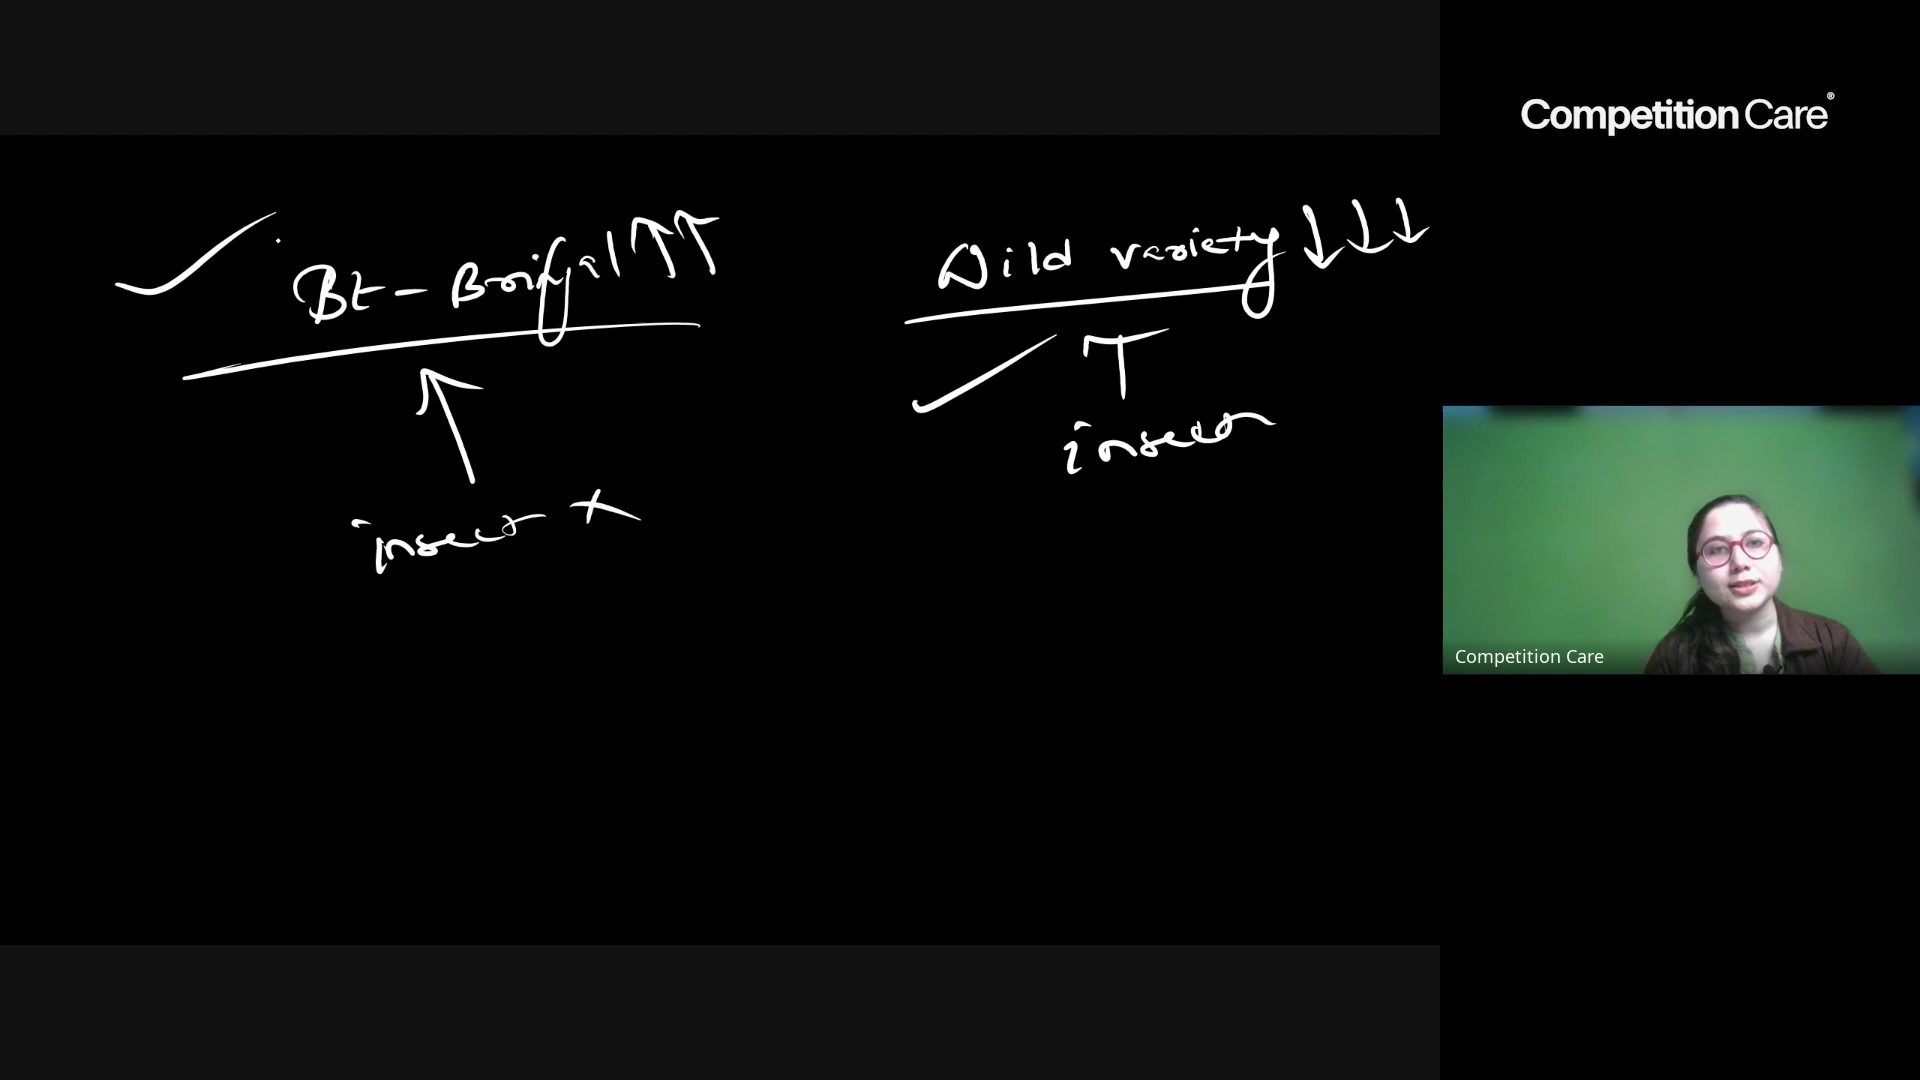 Competition Care®
Bt - Brinjal ↑↑
Wild variety ↓↓↓
insect
insect ×
Competition Care